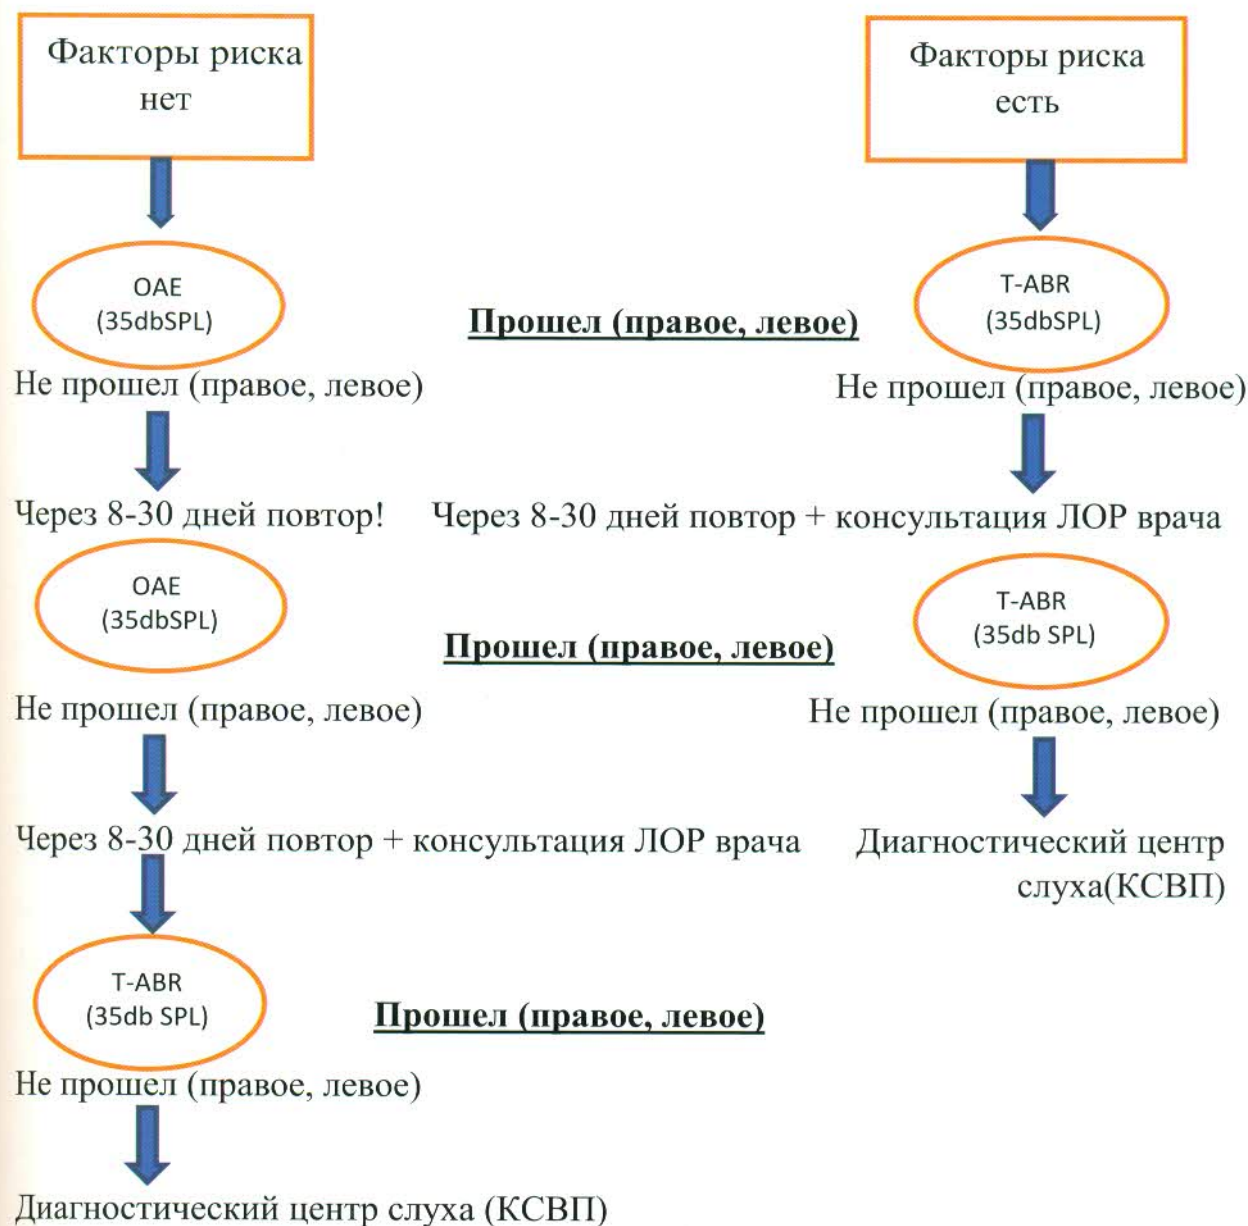 Факторы риска
нет
Факторы риска
есть
OAE
(35dbSPL)
T-ABR
(35dbSPL)
Прошел (правое, левое)
Не прошел (правое, левое)
Не прошел (правое, левое)
Через 8-30 дней повтор!
Через 8-30 дней повтор + консультация ЛОР врача
OAE
(35dbSPL)
T-ABR
(35db SPL)
Прошел (правое, левое)
Не прошел (правое, левое)
Не прошел (правое, левое)
Через 8-30 дней повтор + консультация ЛОР врача
Диагностический центр
слуха(КСВП)
T-ABR
(35db SPL)
Прошел (правое, левое)
Не прошел (правое, левое)
Диагностический центр слуха (КСВП)